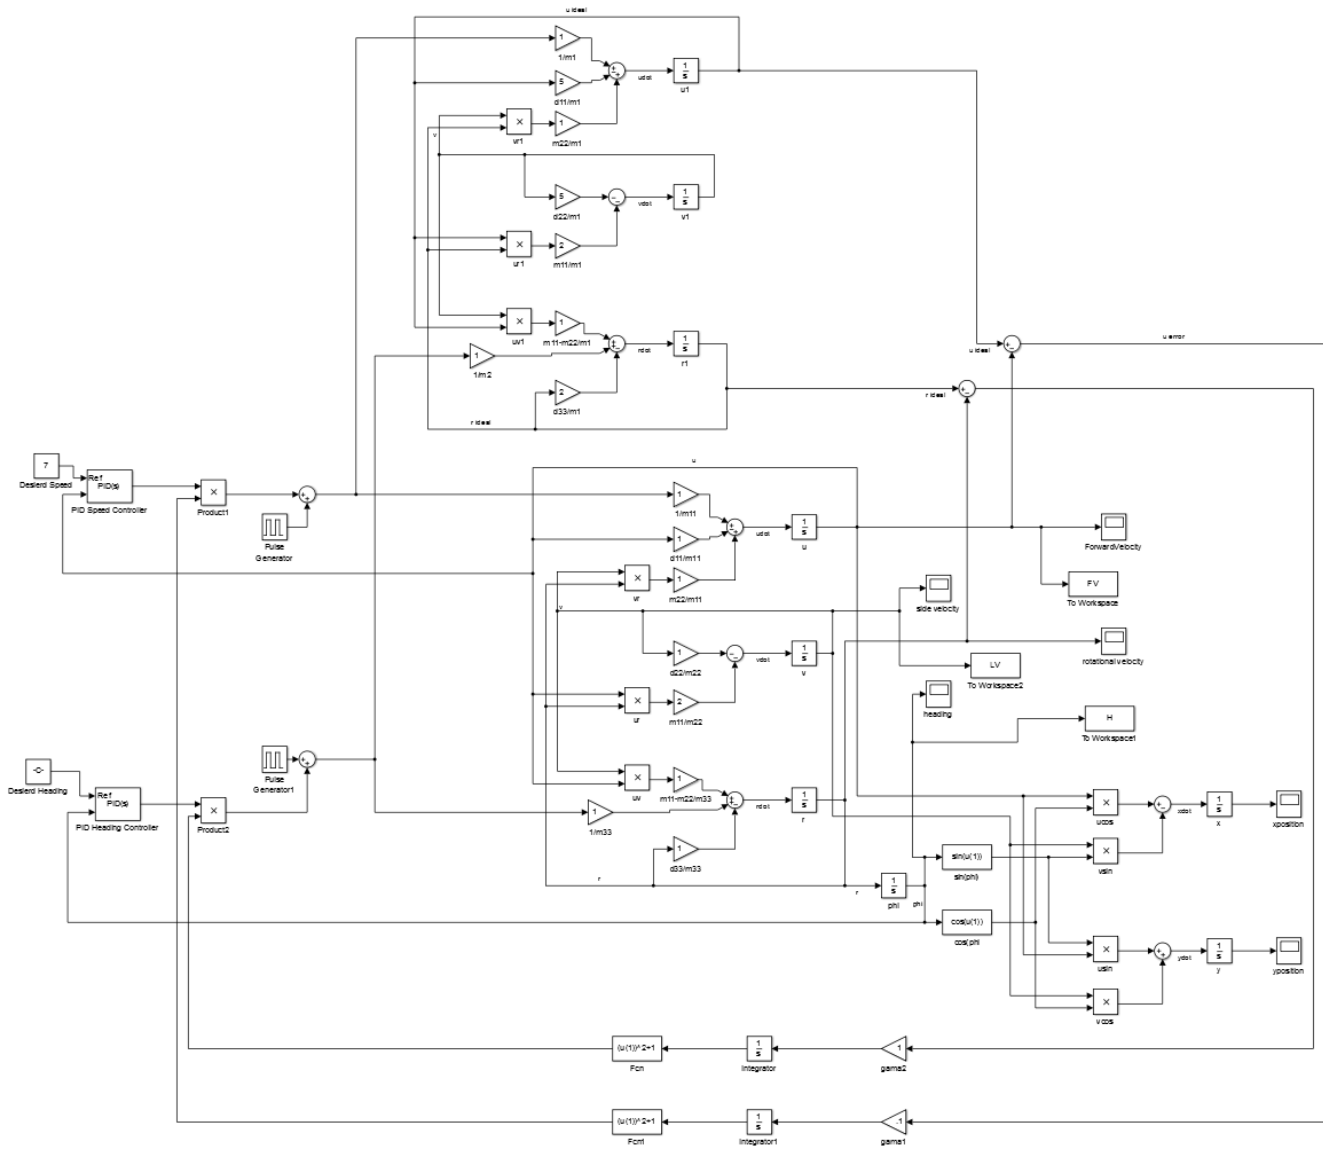 u ideal
1
1/m1
5
d11/m1
udot
1
s
u1
v
×
vr1
1
m22/m1
5
d22/m1
vdot
1
s
v1
×
ur1
2
m11/m1
×
uv1
1
m11-m22/m1
1
1/m2
rdot
1
s
r1
2
d33/m1
r ideal
u ideal
u error
r ideal
7
Desierd Speed
Ref
PID(s)
PID Speed Controller
×
Product1
Pulse
Generator
u
1
1/m11
1
d11/m11
udot
1
s
u
×
vr
1
m22/m11
v
Forward Velocity
FV
To Workspace
side velocity
1
d22/m22
vdot
1
s
v
rotational velocity
LV
To Workspace2
×
ur
2
m11/m22
heading
H
To Workspace1
-C-
Desierd Heading
Ref
PID(s)
PID Heading Controller
×
Product2
Pulse
Generator1
×
uv
1
m11-m22/m33
1
1/m33
rdot
1
s
r
1
d33/m33
r
r
1
s
phi
phi
sin(u(1))
sin(phi)
cos(u(1))
cos(phi
×
ucos
×
vsin
xdot
1
s
x
xposition
×
usin
×
vcos
ydot
1
s
y
yposition
(u(1))^2+1
Fcn
1
s
Integrator
1
gama2
(u(1))^2+1
Fcn1
1
s
Integrator1
.1
gama1